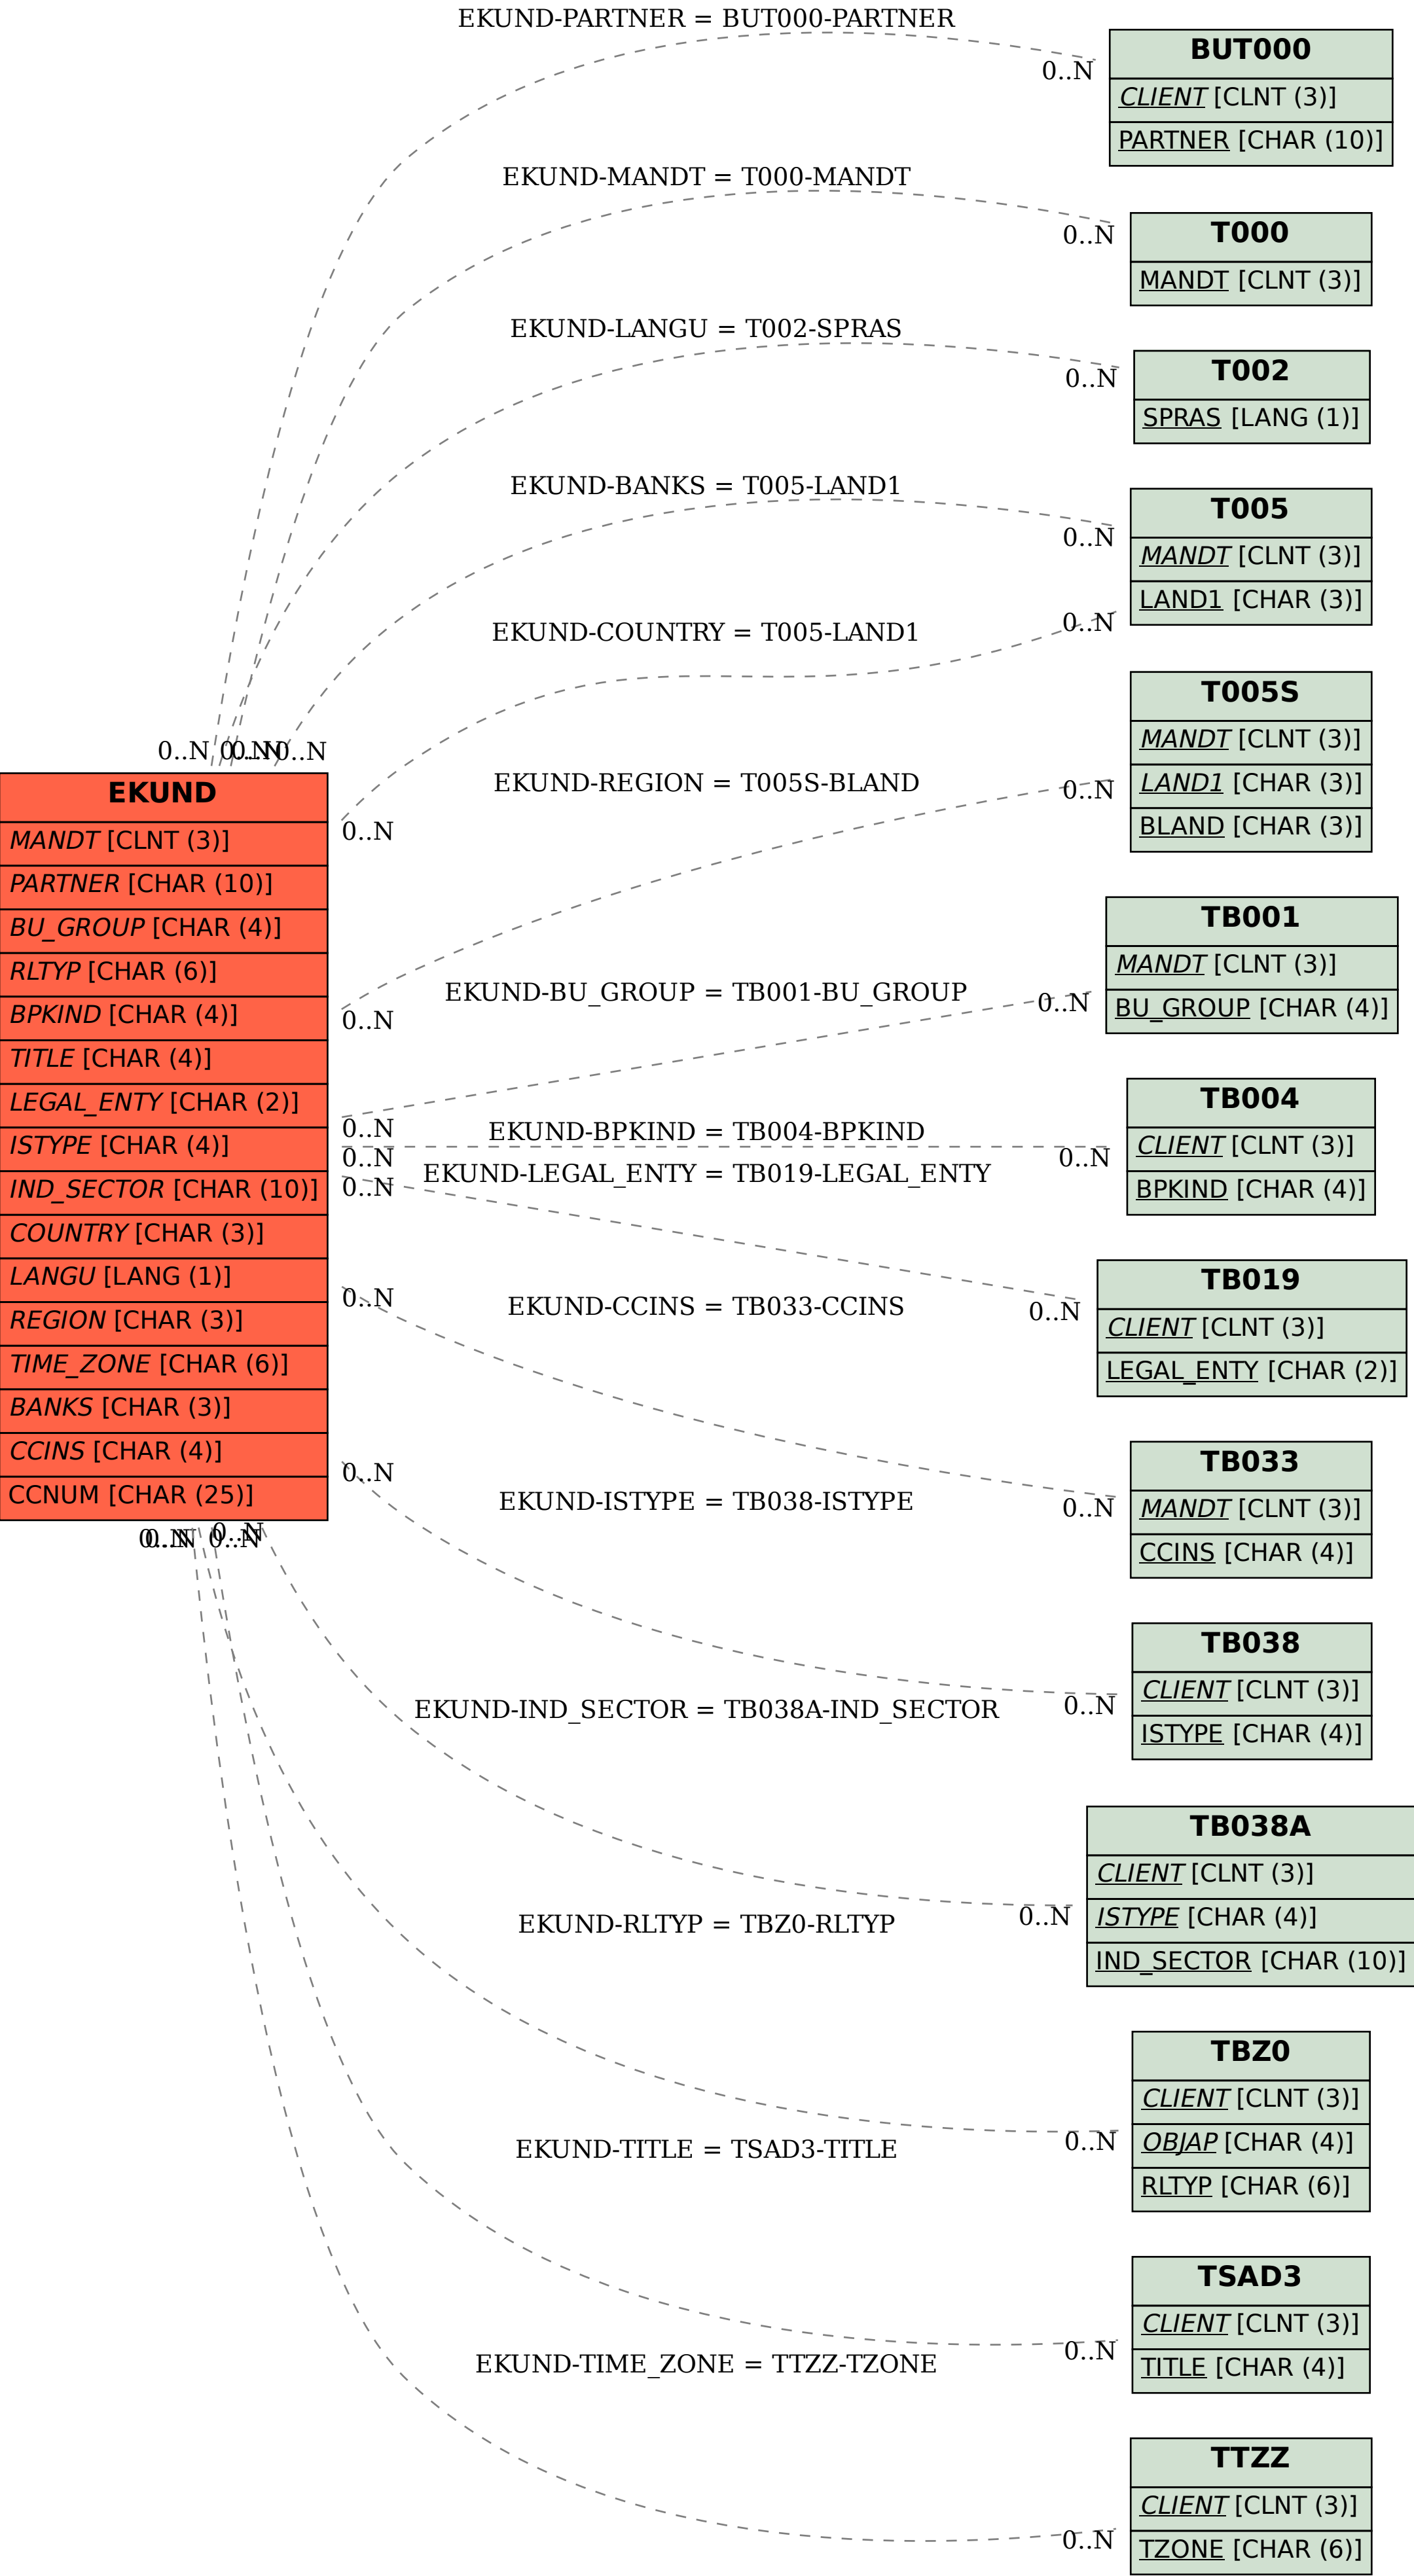 EKUND-PARTNER = BUT000-PARTNER
0..N
BUT000
CLIENT [CLNT (3)]
PARTNER [CHAR (10)]
EKUND-MANDT = T000-MANDT
0..N
T000
MANDT [CLNT (3)]
EKUND-LANGU = T002-SPRAS
0..N
T002
SPRAS [LANG (1)]
EKUND-BANKS = T005-LAND1
0..N
T005
MANDT [CLNT (3)]
LAND1 [CHAR (3)]
EKUND-COUNTRY = T005-LAND1
0..N
T005S
MANDT [CLNT (3)]
LAND1 [CHAR (3)]
BLAND [CHAR (3)]
EKUND-REGION = T005S-BLAND
0..N
0..N
0..N
0..N
0..N
EKUND
MANDT [CLNT (3)]
PARTNER [CHAR (10)]
BU_GROUP [CHAR (4)]
RLTYP [CHAR (6)]
BPKIND [CHAR (4)]
TITLE [CHAR (4)]
LEGAL_ENTY [CHAR (2)]
ISTYPE [CHAR (4)]
IND_SECTOR [CHAR (10)]
COUNTRY [CHAR (3)]
LANGU [LANG (1)]
REGION [CHAR (3)]
TIME_ZONE [CHAR (6)]
BANKS [CHAR (3)]
CCINS [CHAR (4)]
CCNUM [CHAR (25)]
0..N
0..N
0..N
0..N
0..N
0..N
0..N
0..N
0..N
0..N
0..N
TB001
MANDT [CLNT (3)]
BU_GROUP [CHAR (4)]
EKUND-BU_GROUP = TB001-BU_GROUP
0..N
TB004
CLIENT [CLNT (3)]
BPKIND [CHAR (4)]
EKUND-BPKIND = TB004-BPKIND
0..N
EKUND-LEGAL_ENTY = TB019-LEGAL_ENTY
0..N
TB019
CLIENT [CLNT (3)]
LEGAL_ENTY [CHAR (2)]
EKUND-CCINS = TB033-CCINS
0..N
TB033
MANDT [CLNT (3)]
CCINS [CHAR (4)]
EKUND-ISTYPE = TB038-ISTYPE
0..N
TB038
CLIENT [CLNT (3)]
ISTYPE [CHAR (4)]
EKUND-IND_SECTOR = TB038A-IND_SECTOR
0..N
TB038A
CLIENT [CLNT (3)]
ISTYPE [CHAR (4)]
IND_SECTOR [CHAR (10)]
EKUND-RLTYP = TBZ0-RLTYP
0..N
TBZ0
CLIENT [CLNT (3)]
OBJAP [CHAR (4)]
RLTYP [CHAR (6)]
EKUND-TITLE = TSAD3-TITLE
0..N
TSAD3
CLIENT [CLNT (3)]
TITLE [CHAR (4)]
EKUND-TIME_ZONE = TTZZ-TZONE
0..N
TTZZ
CLIENT [CLNT (3)]
TZONE [CHAR (6)]